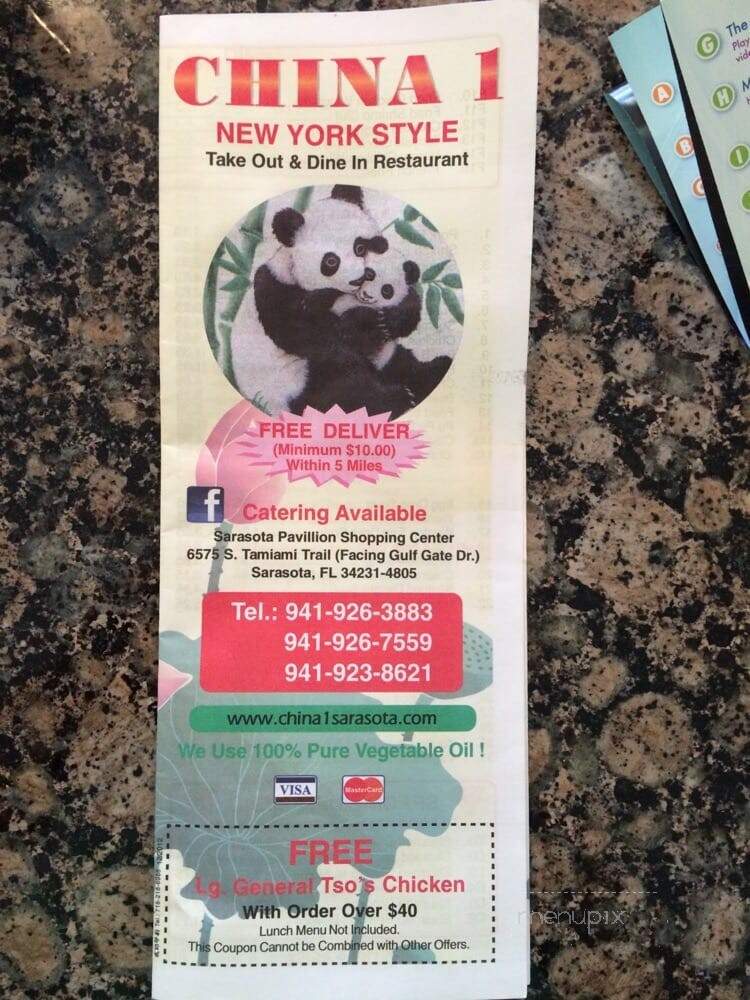 CHINA 1
NEW YORK STYLE
Take Out & Dine In Restaurant
FREE DELIVER
(Minimum $10.00)
Within 5 Miles
f
Catering Available
Sarasota Pavillion Shopping Center
6575 S. Tamiami Trail (Facing Gulf Gate Dr.)
Sarasota, FL 34231-4805
Tel.: 941-926-3883
941-926-7559
941-923-8621
www.china1sarasota.com
We Use 100% Pure Vegetable Oil !
VISA
MasterCard
FREE
Lg. General Tso's Chicken
With Order Over $40
Lunch Menu Not Included.
This Coupon Cannot be Combined with Other Offers.
G The
Play
H
I
A
B
C
menupix